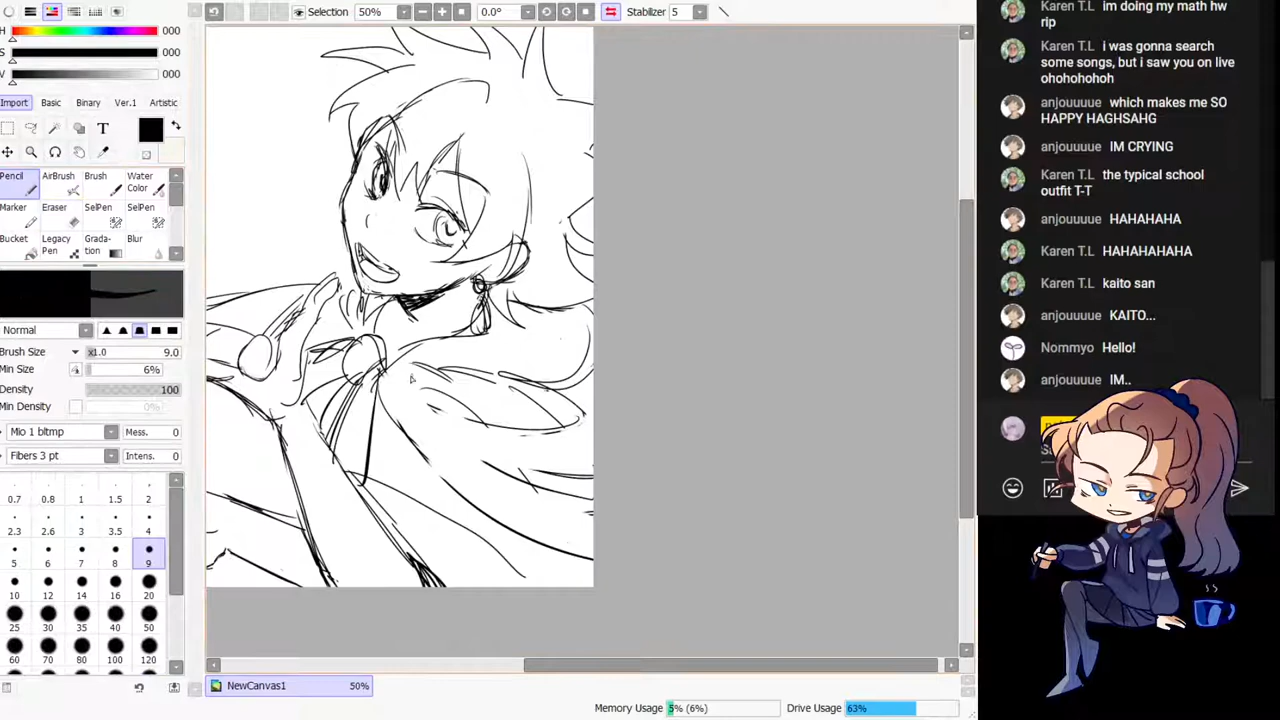 Selection 50% 0.0° Stabilizer 5
H 000
S 000
V 000
Import Basic Binary Ver.1 Artistic
T
Pencil AirBrush Brush Water Color
Marker Eraser SelPen SelPen
Bucket Legacy Pen Grada-tion Blur
Normal
Brush Size x1.0 9.0
Min Size 6%
Density 100
Min Density 0%
Mio 1 bltmp Mess. 0
Fibers 3 pt Intens. 0
0.7 0.8 1 1.5 2
2.3 2.6 3 3.5 4
5 6 7 8 9
10 12 14 16 20
25 30 35 40 50
60 70 80 100 120
NewCanvas1 50%
Memory Usage 5% (6%) Drive Usage 63%
Karen T.L im doing my math hw
rip
Karen T.L i was gonna search
some songs, but i saw you on live
ohohohohoh
anjouuuue which makes me SO
HAPPY HAGHSAHG
anjouuuue IM CRYING
Karen T.L the typical school
outfit T-T
anjouuuue HAHAHAHA
Karen T.L HAHAHAHAHA
Karen T.L kaito san
anjouuuue KAITO...
Nommyo Hello!
anjouuuue IM..